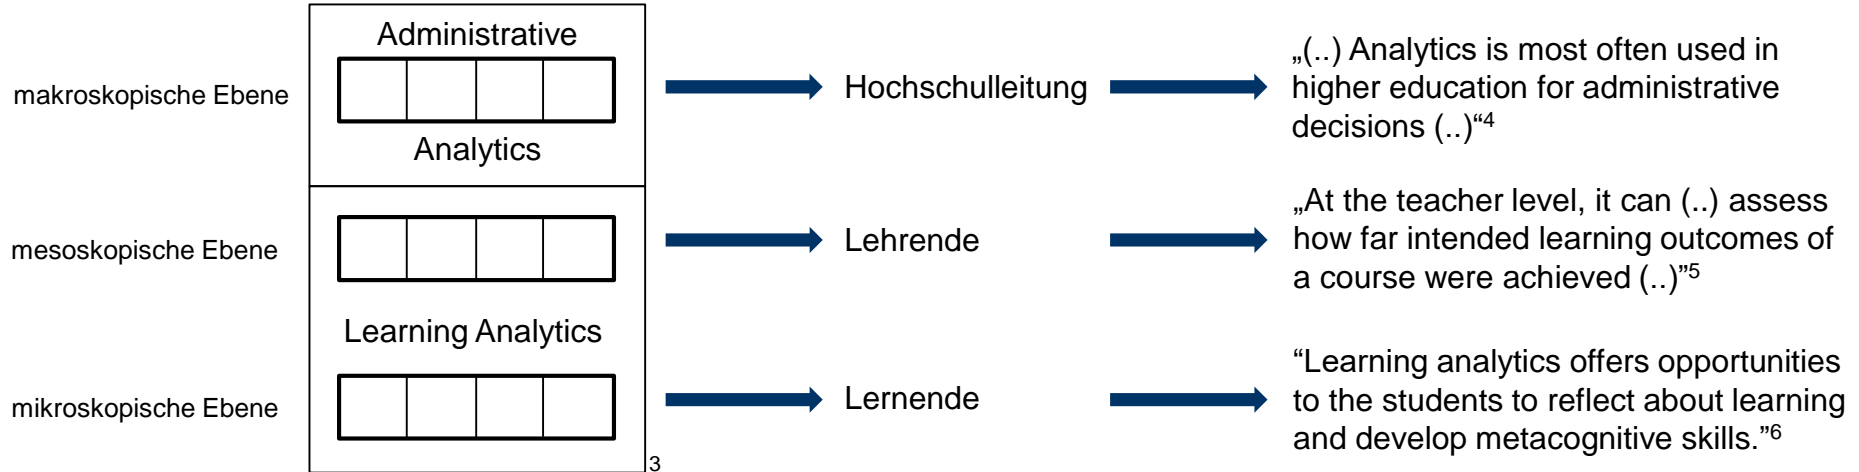 makroskopische Ebene
Administrative
Analytics
Hochschulleitung
„(..) Analytics is most often used in
higher education for administrative
decisions (..)“4
mesoskopische Ebene
Lehrende
„At the teacher level, it can (..) assess
how far intended learning outcomes of
a course were achieved (..)”5
Learning Analytics
mikroskopische Ebene
Lernende
“Learning analytics offers opportunities
to the students to reflect about learning
and develop metacognitive skills.”6
3